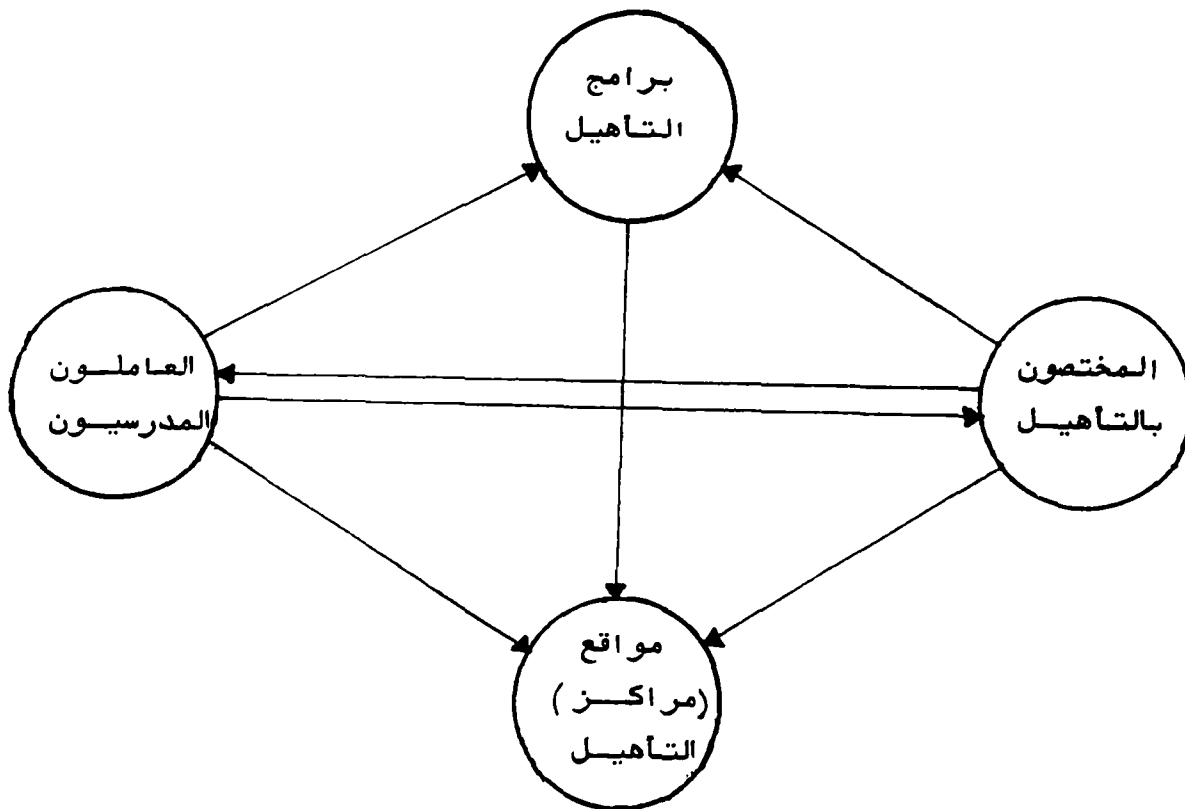 برامج
التأهيل
المختصون
بالتأهيل
العاملون
المدرسيون
مواقع
(مراكز)
التأهيل